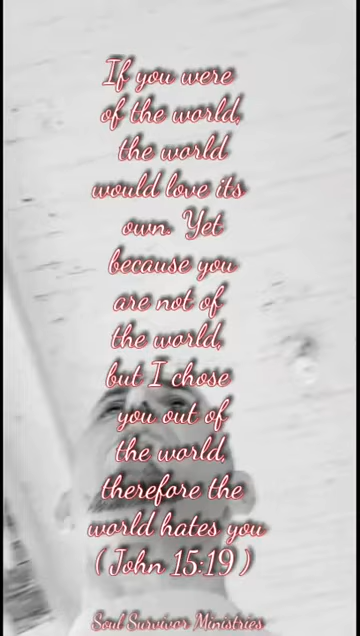 If you were
of the world,
the world
would love its
own. Yet
because you
are not of
the world,
but I chose
you out of
the world,
therefore the
world hates you
(John 15:19)
Soul Survivor Ministries